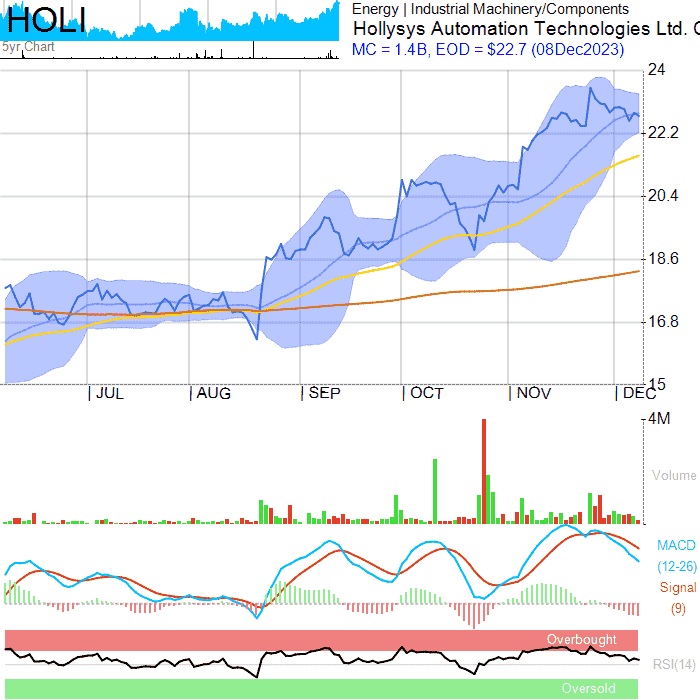 HOLI
5yr Chart
Energy | Industrial Machinery/Components
Hollysys Automation Technologies Ltd. C
MC = 1.4B, EOD = $22.7 (08Dec2023)
24
22.2
20.4
18.6
16.8
15
JUL
AUG
SEP
OCT
NOV
DEC
4M
Volume
MACD
(12-26)
Signal
(9)
Overbought
RSI(14)
Oversold